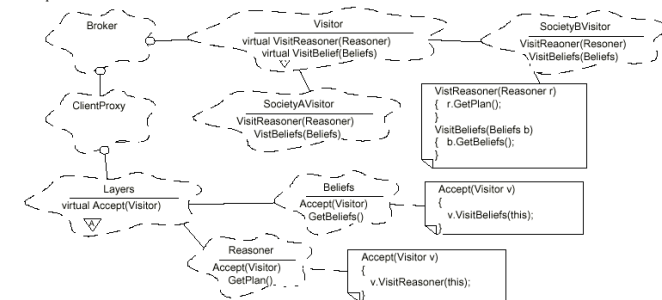 Broker
Visitor
virtual VisitReasoner(Reasoner)
virtual VisitBelief(Beliefs)
SocietyBVisitor
VisitReaoner(Resoner)
VisitBeliefs(Beliefs)
ClientProxy
SocietyAVisitor
VisitReasoner(Reasoner)
VistBeliefs(Beliefs)
VistReasoner(Reasoner r)
{ r.GetPlan();
}
VisitBeliefs(Beliefs b)
{ b.GetBeliefs();
}
Layers
virtual Accept(Visitor)
A
Beliefs
Accept(Visitor)
GetBeliefs()
Accept(Visitor v)
{
v.VisitBeliefs(this);
}
Reasoner
Accept(Visitor)
GetPlan()
Accept(Visitor v)
{
v.VisitReasoner(this);
}